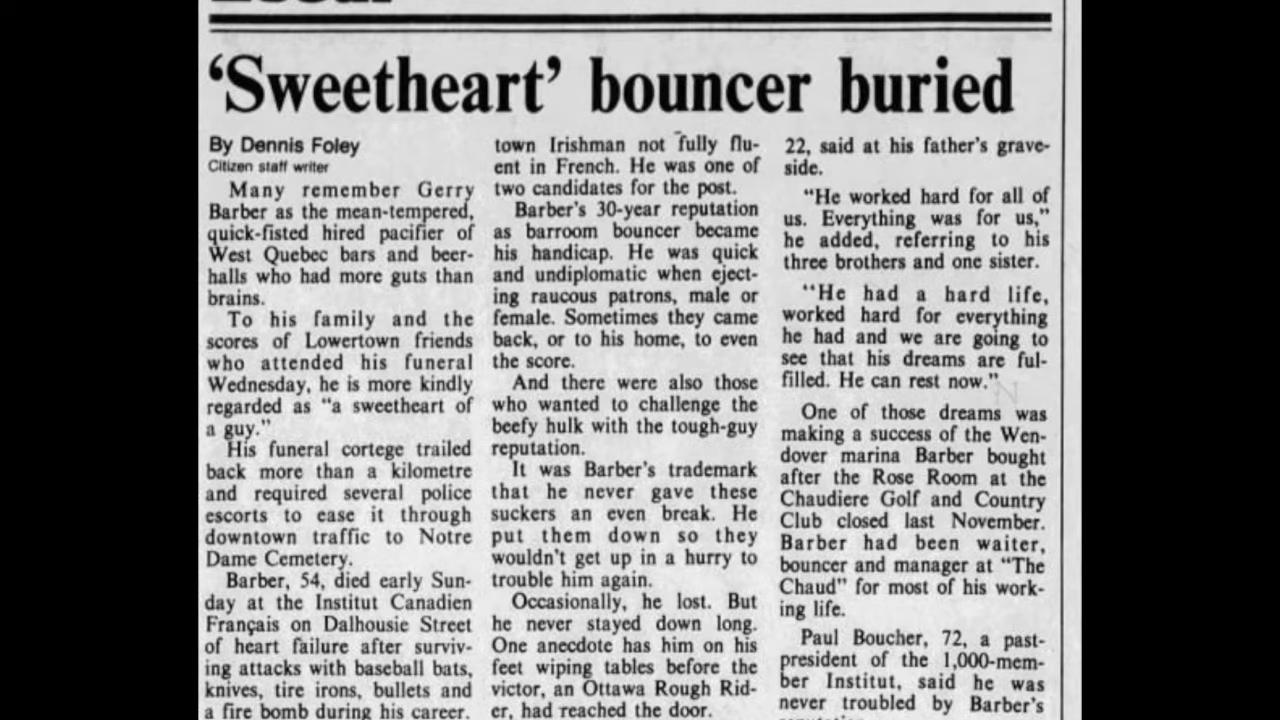 ‘Sweetheart’ bouncer buried
By Dennis Foley
Citizen staff writer
Many remember Gerry
Barber as the mean-tempered,
quick-fisted hired pacifier of
West Quebec bars and beer-
halls who had more guts than
brains.
To his family and the
scores of Lowertown friends
who attended his funeral
Wednesday, he is more kindly
regarded as “a sweetheart of
a guy.”
His funeral cortege trailed
back more than a kilometre
and required several police
escorts to ease it through
downtown traffic to Notre
Dame Cemetery.
Barber, 54, died early Sun-
day at the Institut Canadien
Français on Dalhousie Street
of heart failure after surviv-
ing attacks with baseball bats,
knives, tire irons, bullets and
a fire bomb during his career.
town Irishman not fully flu-
ent in French. He was one of
two candidates for the post.
Barber's 30-year reputation
as barroom bouncer became
his handicap. He was quick
and undiplomatic when eject-
ing raucous patrons, male or
female. Sometimes they came
back, or to his home, to even
the score.
And there were also those
who wanted to challenge the
beefy hulk with the tough-guy
reputation.
It was Barber's trademark
that he never gave these
suckers an even break. He
put them down so they
wouldn't get up in a hurry to
trouble him again.
Occasionally, he lost. But
he never stayed down long.
One anecdote has him on his
feet wiping tables before the
victor, an Ottawa Rough Rid-
er, had reached the door.
22, said at his father's grave-
side.
“He worked hard for all of
us. Everything was for us,”
he added, referring to his
three brothers and one sister.
“He had a hard life,
worked hard for everything
he had and we are going to
see that his dreams are ful-
filled. He can rest now.”
One of those dreams was
making a success of the Wen-
dover marina Barber bought
after the Rose Room at the
Chaudiere Golf and Country
Club closed last November.
Barber had been waiter,
bouncer and manager at “The
Chaud” for most of his work-
ing life.
Paul Boucher, 72, a past-
president of the 1,000-mem-
ber Institut, said he was
never troubled by Barber's